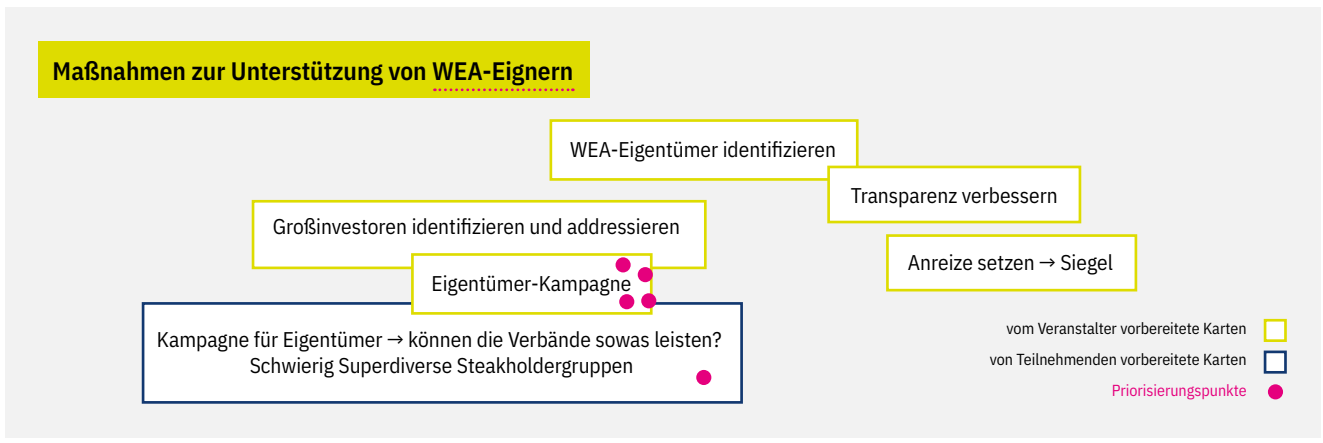 Maßnahmen zur Unterstützung von WEA-Eignern
WEA-Eigentümer identifizieren
Transparenz verbessern
Großinvestoren identifizieren und addressieren
Anreize setzen → Siegel
Eigentümer-Kampagne
Kampagne für Eigentümer → können die Verbände sowas leisten?
Schwierig Superdiverse Steakholdergruppen
vom Veranstalter vorbereitete Karten
von Teilnehmenden vorbereitete Karten
Priorisierungspunkte